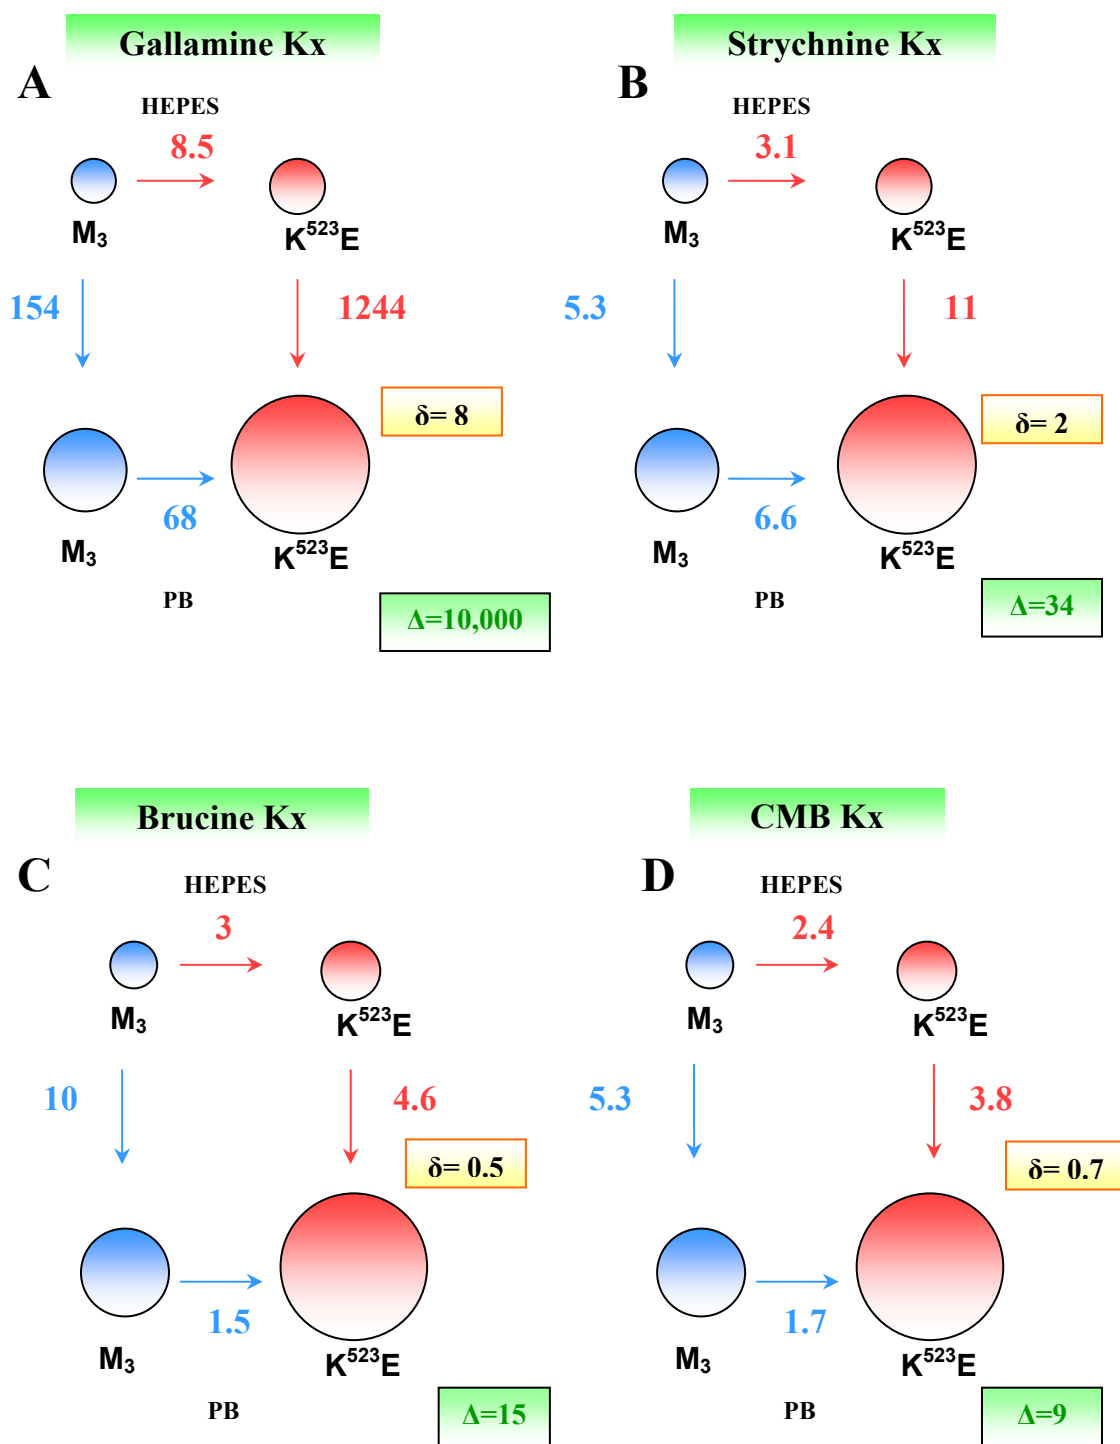 Gallamine Kx
A
HEPES
8.5
M₃
K⁵²³E
154
1244
δ= 8
68
M₃
K⁵²³E
PB
Δ=10,000
Strychnine Kx
B
HEPES
3.1
M₃
K⁵²³E
5.3
11
δ= 2
6.6
M₃
K⁵²³E
PB
Δ=34
Brucine Kx
C
HEPES
3
M₃
K⁵²³E
10
4.6
δ= 0.5
1.5
M₃
K⁵²³E
PB
Δ=15
CMB Kx
D
HEPES
2.4
M₃
K⁵²³E
5.3
3.8
δ= 0.7
1.7
M₃
K⁵²³E
PB
Δ=9